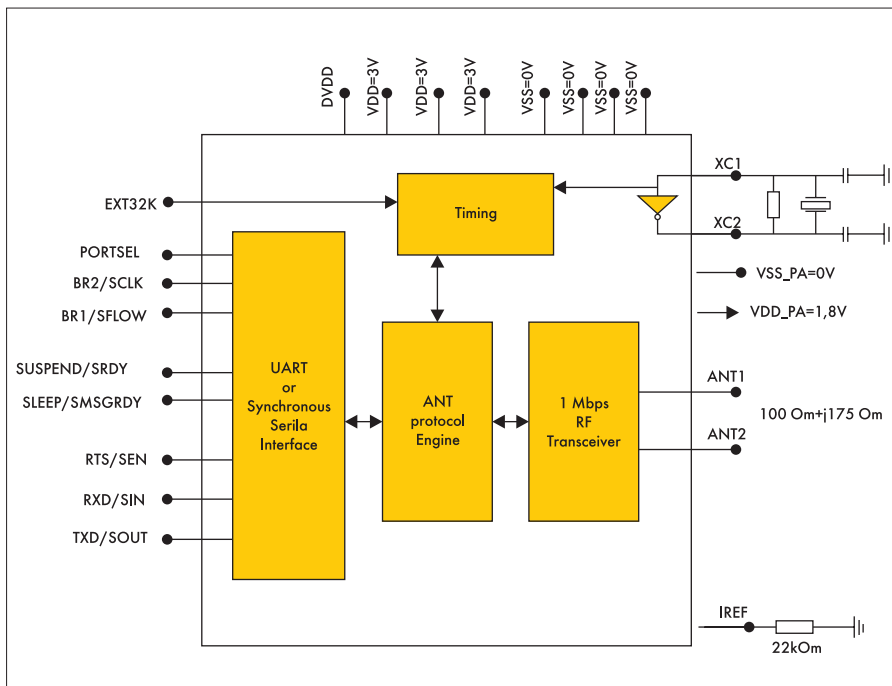 DVDD
VDD=3V
VDD=3V
VDD=3V
VSS=0V
VSS=0V
VSS=0V
VSS=0V
XC1
EXT32K
Timing
XC2
PORTSEL
BR2/SCLK
BR1/SFLOW
VSS_PA=0V
VDD_PA=1,8V
SUSPEND/SRDY
SLEEP/SMSGRDY
UART
or
Synchronous
Serila
Interface
ANT
protocol
Engine
1 Mbps
RF
Transceiver
ANT1
100 Om+j175 Om
ANT2
RTS/SEN
RXD/SIN
TXD/SOUT
IREF
22kOm